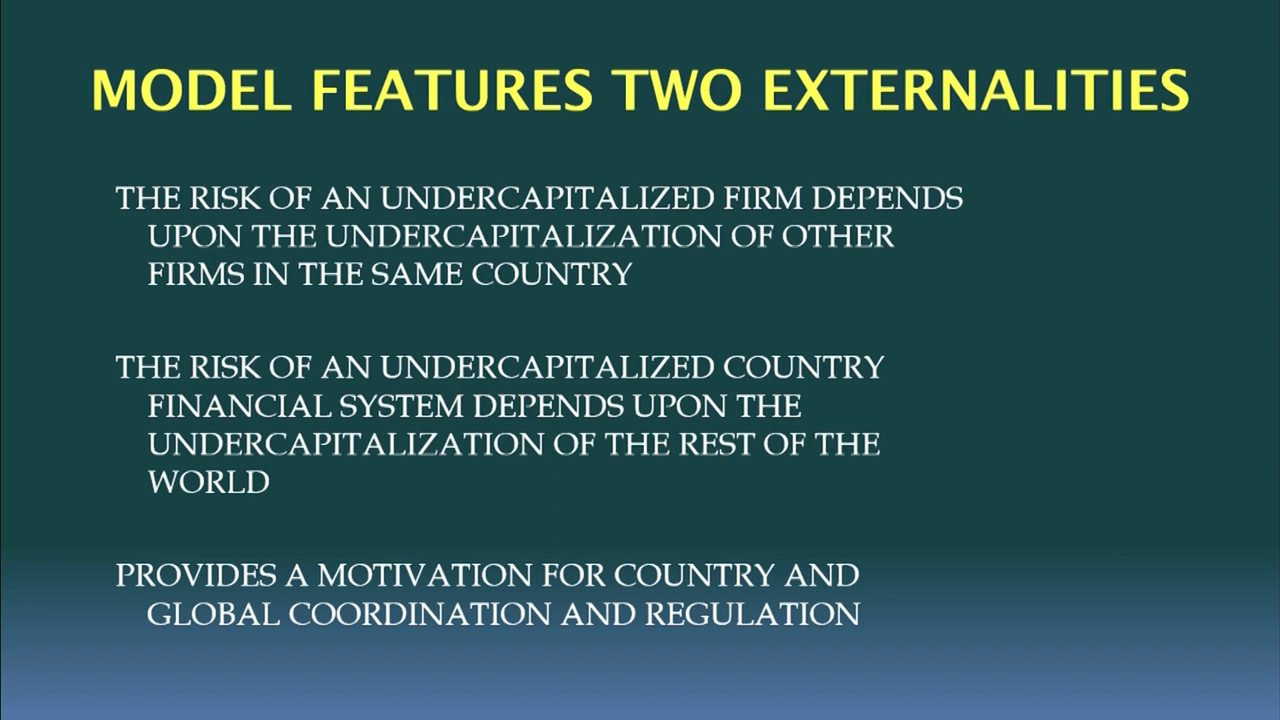 MODEL FEATURES TWO EXTERNALITIES
THE RISK OF AN UNDERCAPITALIZED FIRM DEPENDS
UPON THE UNDERCAPITALIZATION OF OTHER
FIRMS IN THE SAME COUNTRY
THE RISK OF AN UNDERCAPITALIZED COUNTRY
FINANCIAL SYSTEM DEPENDS UPON THE
UNDERCAPITALIZATION OF THE REST OF THE
WORLD
PROVIDES A MOTIVATION FOR COUNTRY AND
GLOBAL COORDINATION AND REGULATION